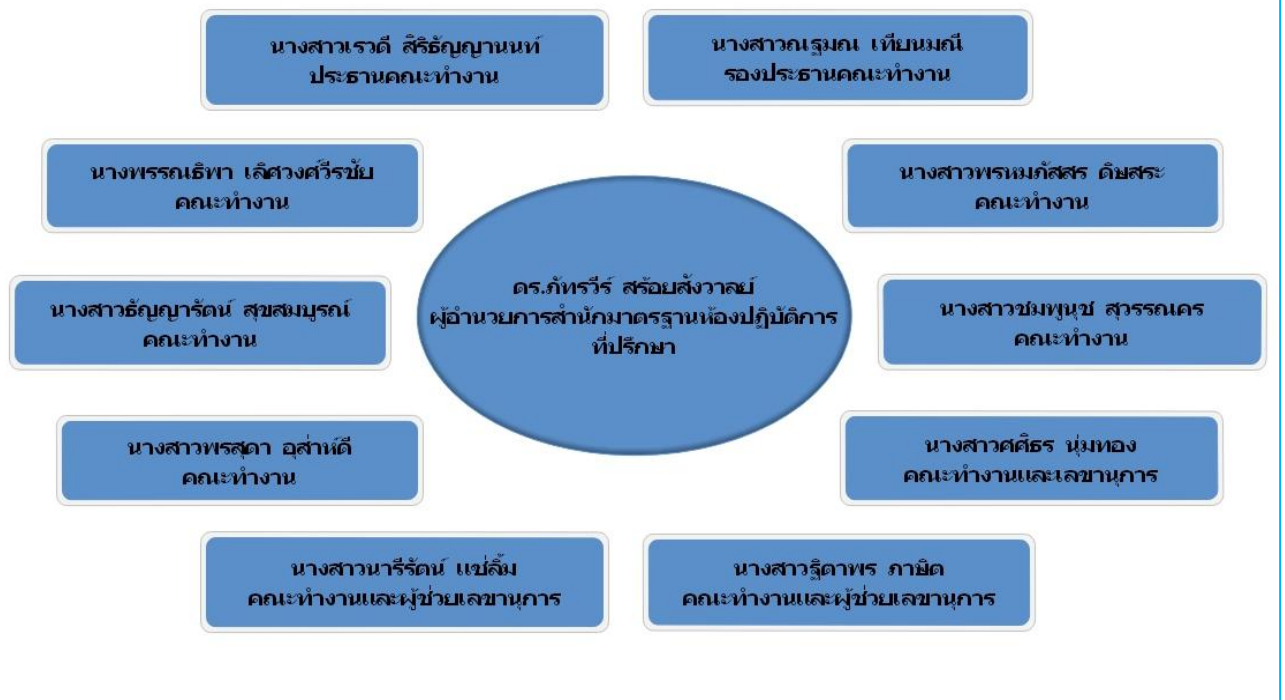 นางสาวเรวดี สิริธัญญานนท์
ประธานคณะทำงาน
นางสาวณฐมณ เทียนมณี
รองประธานคณะทำงาน
นางพรรณธิพา เลิศวงศ์วีรชัย
คณะทำงาน
นางสาวพรหมภัสสร ดิษสระ
คณะทำงาน
ดร.ภัทรวีร์ สร้อยสังวาลย์
ผู้อำนวยการสำนักมาตรฐานห้องปฏิบัติการ
ที่ปรึกษา
นางสาวธัญญารัตน์ สุขสมบูรณ์
คณะทำงาน
นางสาวชมพูนุช สุวรรณคร
คณะทำงาน
นางสาวพรสุดา อุส่าห์ดี
คณะทำงาน
นางสาวศศิธร นุ่มทอง
คณะทำงานและเลขานุการ
นางสาวนารีรัตน์ แซ่ลิ้ม
คณะทำงานและผู้ช่วยเลขานุการ
นางสาวฐิตาพร ภาษิต
คณะทำงานและผู้ช่วยเลขานุการ